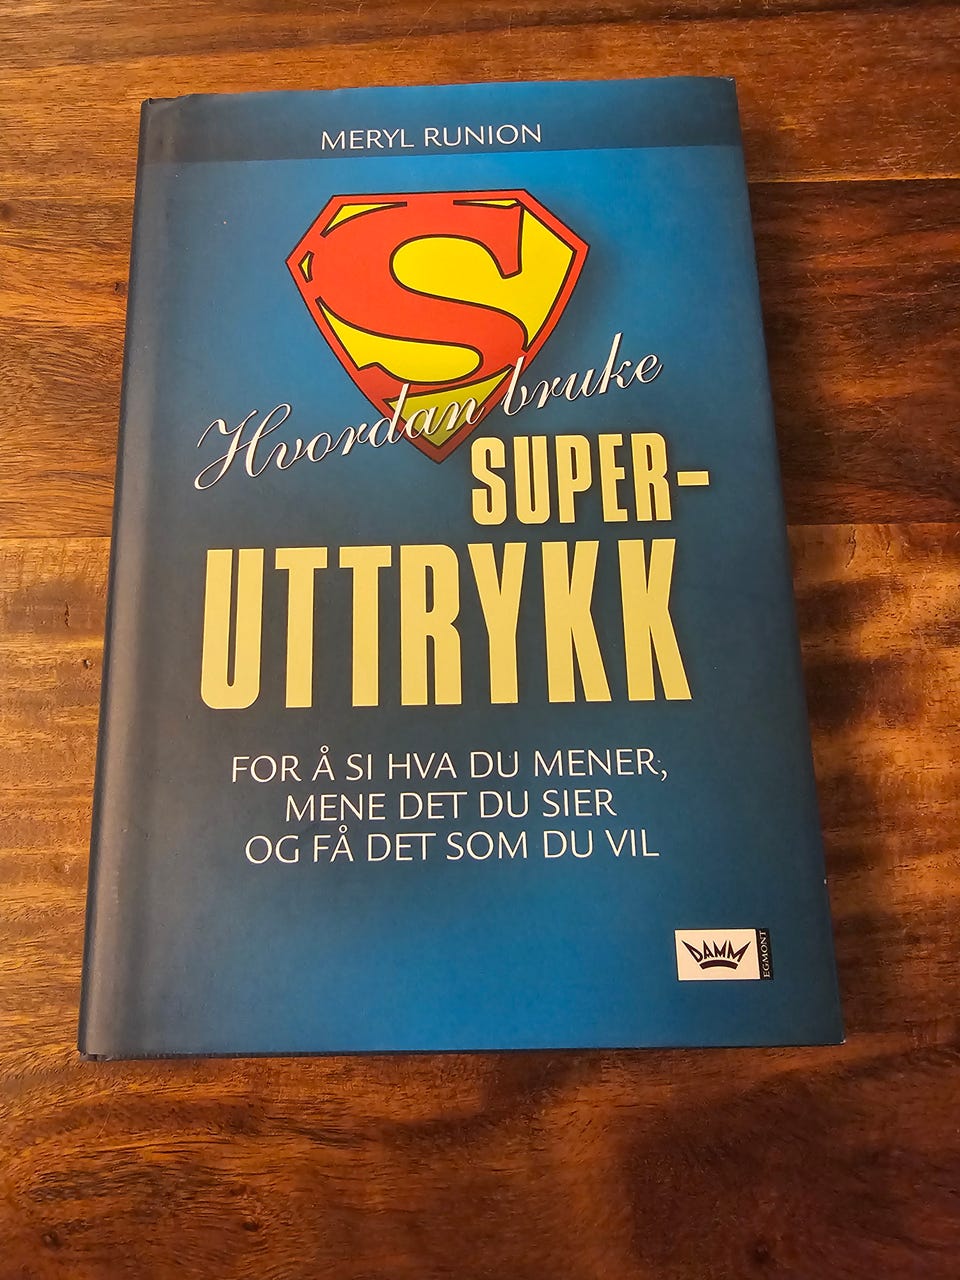 MERYL RUNION
S
Hvordan bruke
SUPER-
UTTRYKK
FOR Å SI HVA DU MENER,
MENE DET DU SIER
OG FÅ DET SOM DU VIL
DAMM
EGMONT